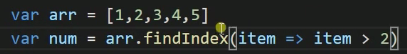 var arr = [1,2,3,4,5]
var num = arr.findIndex(item => item > 2)